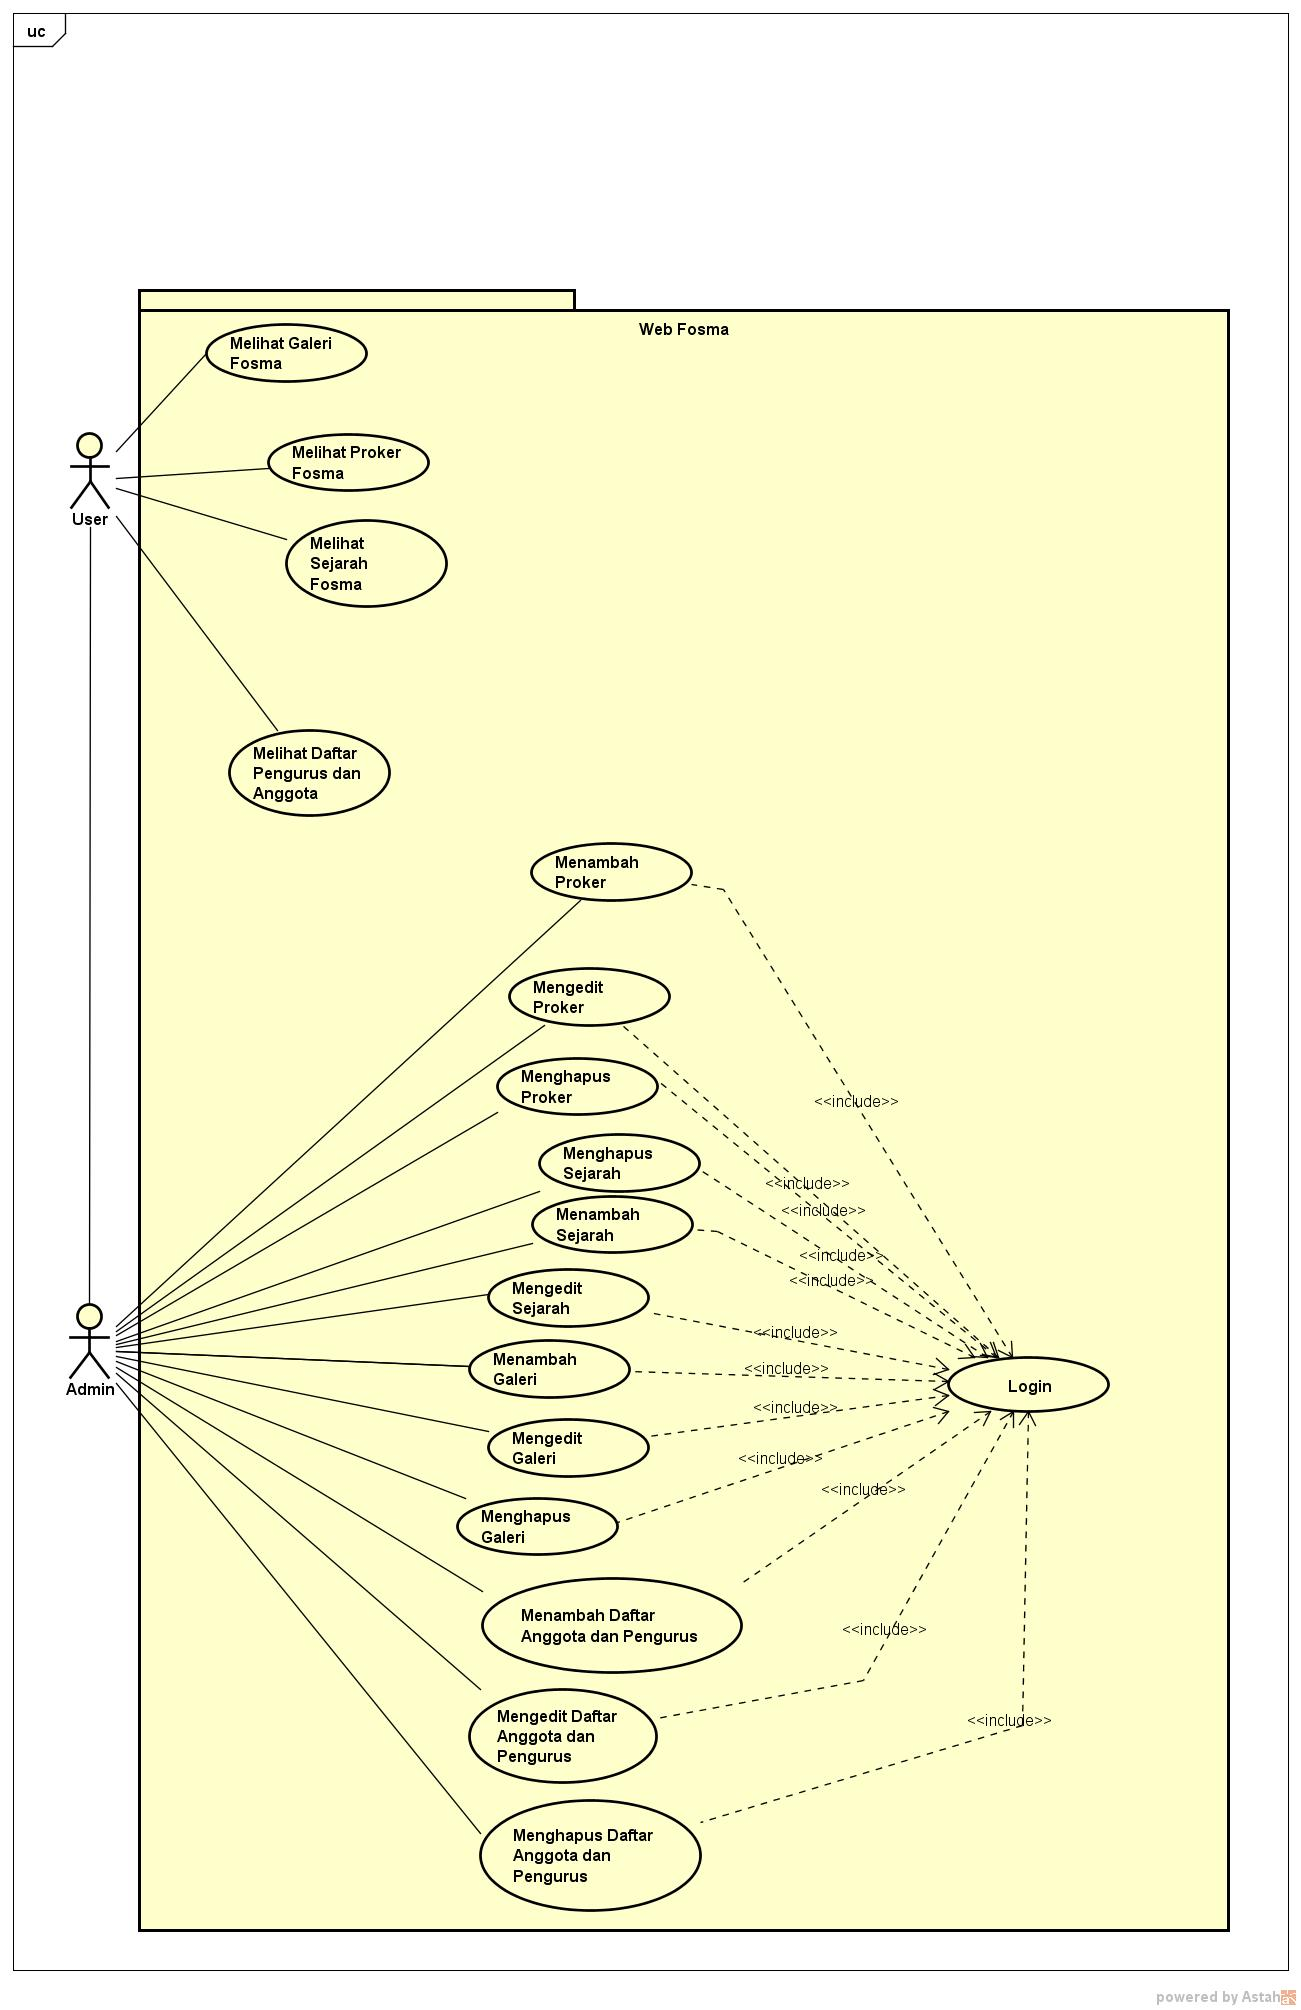 uc
Web Fosma
Melihat Galeri
Fosma
Melihat Proker
Fosma
User
Melihat
Sejarah
Fosma
Melihat Daftar
Pengurus dan
Anggota
Menambah
Proker
Mengedit
Proker
Menghapus
Proker
<<include>>
Menghapus
Sejarah
<<include>>
<<include>>
Menambah
Sejarah
<<include>>
<<include>>
Mengedit
Sejarah
<<include>>
Menambah
Galeri
<<include>>
Admin
Login
<<include>>
Mengedit
Galeri
<<include>>
<<include>>
Menghapus
Galeri
Menambah Daftar
Anggota dan Pengurus
<<include>>
Mengedit Daftar
Anggota dan
Pengurus
<<include>>
Menghapus Daftar
Anggota dan
Pengurus
powered by Astah